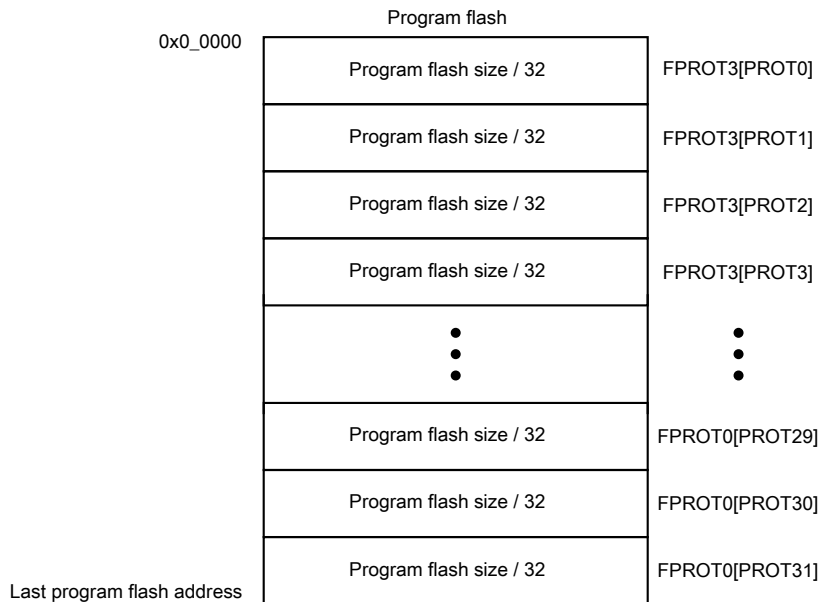 Program flash
0x0_0000
Program flash size / 32 FPROT3[PROT0]
Program flash size / 32 FPROT3[PROT1]
Program flash size / 32 FPROT3[PROT2]
Program flash size / 32 FPROT3[PROT3]
Program flash size / 32 FPROT0[PROT29]
Program flash size / 32 FPROT0[PROT30]
Program flash size / 32 FPROT0[PROT31]
Last program flash address